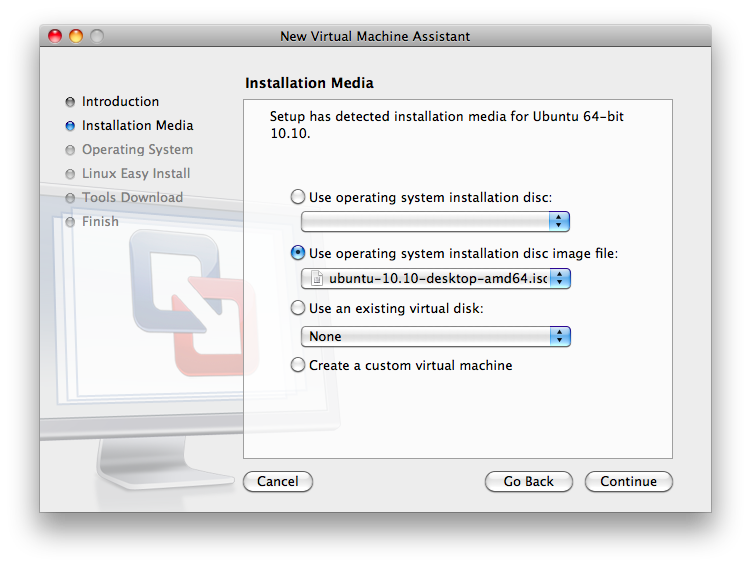 New Virtual Machine Assistant
Introduction
Installation Media
Operating System
Linux Easy Install
Tools Download
Finish
Installation Media
Setup has detected installation media for Ubuntu 64-bit
10.10.
Use operating system installation disc:
Use operating system installation disc image file:
ubuntu-10.10-desktop-amd64.iso
Use an existing virtual disk:
None
Create a custom virtual machine
Cancel
Go Back
Continue